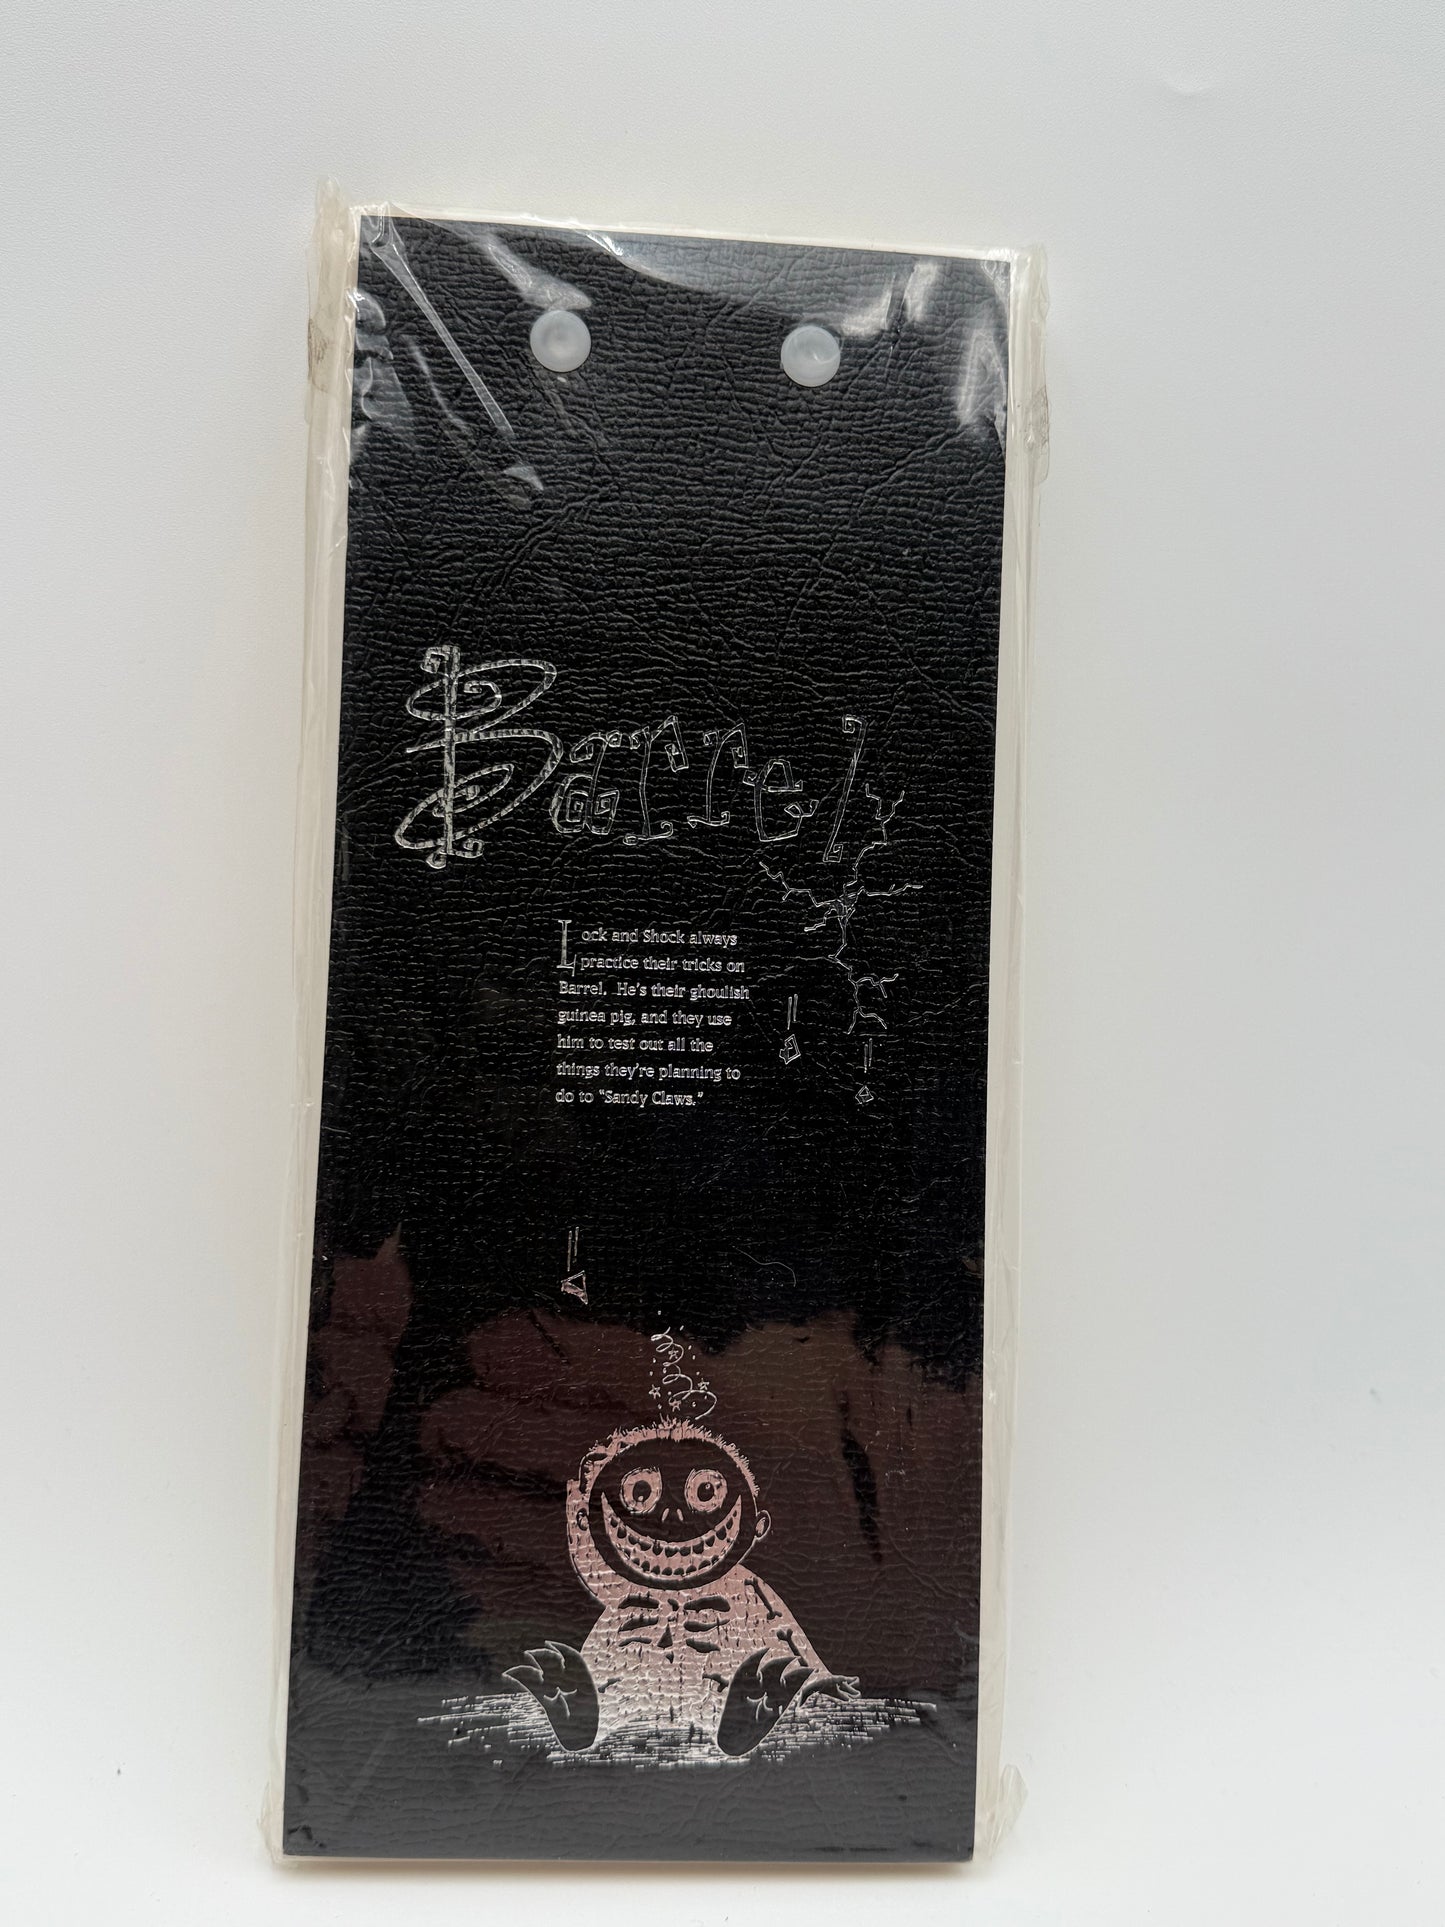 Barrel
Lock and Shock always
practice their tricks on
Barrel. He's their ghoulish
guinea pig, and they use
him to test out all the
things they're planning to
do to "Sandy Claws."